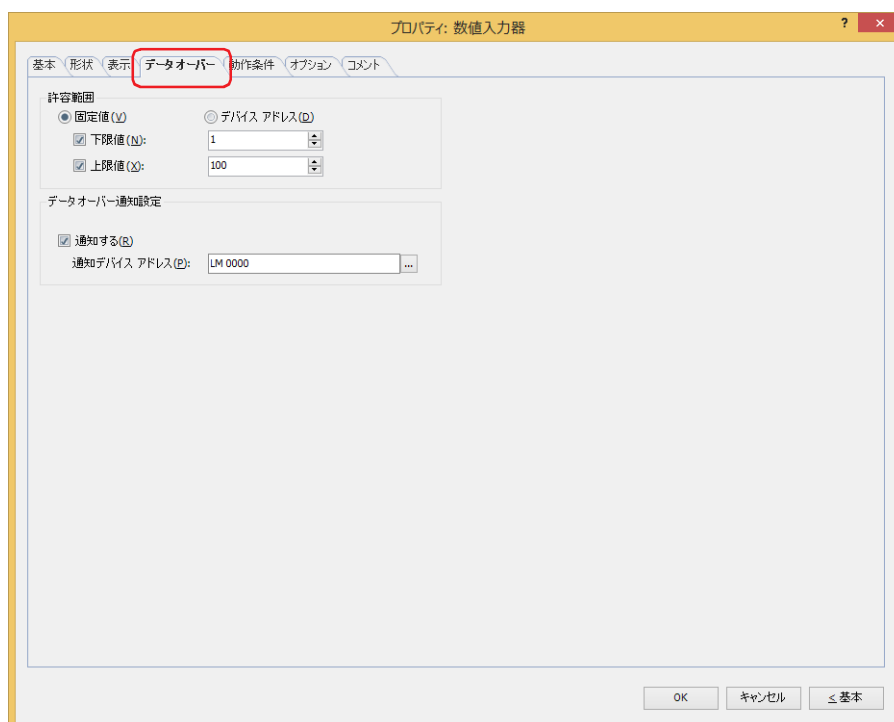 プロパティ: 数値入力器
?
×
基本 形状 表示 データオーバー 動作条件 オプション コメント
許容範囲
固定値(V) デバイス アドレス(D)
下限値(N): 1
上限値(X): 100
データオーバー通知設定
通知する(R)
通知デバイス アドレス(P): LM 0000 ...
OK キャンセル < 基本